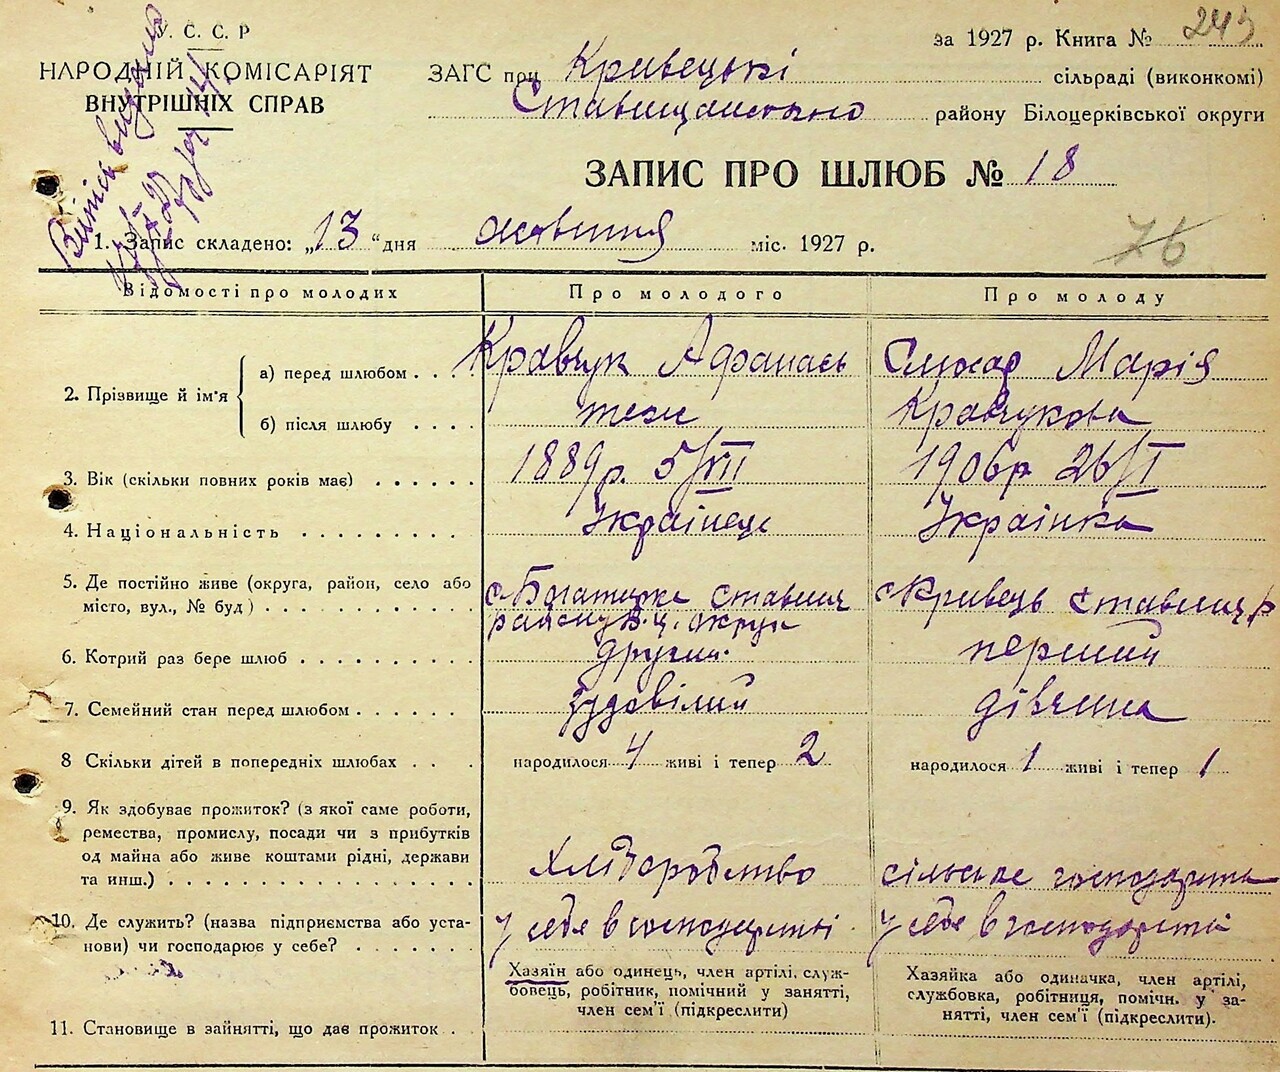 У. С. С. Р
НАРОДНІЙ КОМІСАРІЯТ
ВНУТРІШНІХ СПРАВ
Випись видана
за 1927 р. Книга № 245
ЗАГС при Кривецькі сільраді (виконкомі)
Ставищанського району Білоцерківської округи
ЗАПИС ПРО ШЛЮБ № 18
1. Запис складено: „13“ дня жовтня міс. 1927 р.
76
Відомості про молодих Про молодого Про молоду
2. Прізвище й ім'я
а) перед шлюбом Кравчук Афанась Слюсар Марія
б) після шлюбу теж Кравчукова
3. Вік (скільки повних років має) 1889р. 5/VII 1906р 26/I
4. Національність Українець Українка
5. Де постійно живе (округа, район, село або місто, вул., № буд)
с Богатирка Ставищ
району Б.Ц. округи
с Кривець Ставищ р
6. Котрий раз бере шлюб другий перший
7. Семейний стан перед шлюбом удовілий дівчина
8 Скільки дітей в попередніх шлюбах народилося 4 живі і тепер 2 народилося 1 живі і тепер 1
9. Як здобуває прожиток? (з якої саме роботи,
ремества, промислу, посади чи з прибутків
од майна або живе коштами рідні, держави
та инш.) Хліборобство сільське господарство
10. Де служить? (назва підприємства або уста-
нови) чи господарює у себе? у себе в господарстві у себе в господарстві
11. Становище в зайнятті, що дає прожиток
Хазяїн або одинець, член артілі, служ-
бовець, робітник, помічний у занятті,
член сем'ї (підкреслити)
Хазяйка або одиначка, член артілі,
службовка, робітниця, помічн. у за-
нятті, член сем'ї (підкреслити).